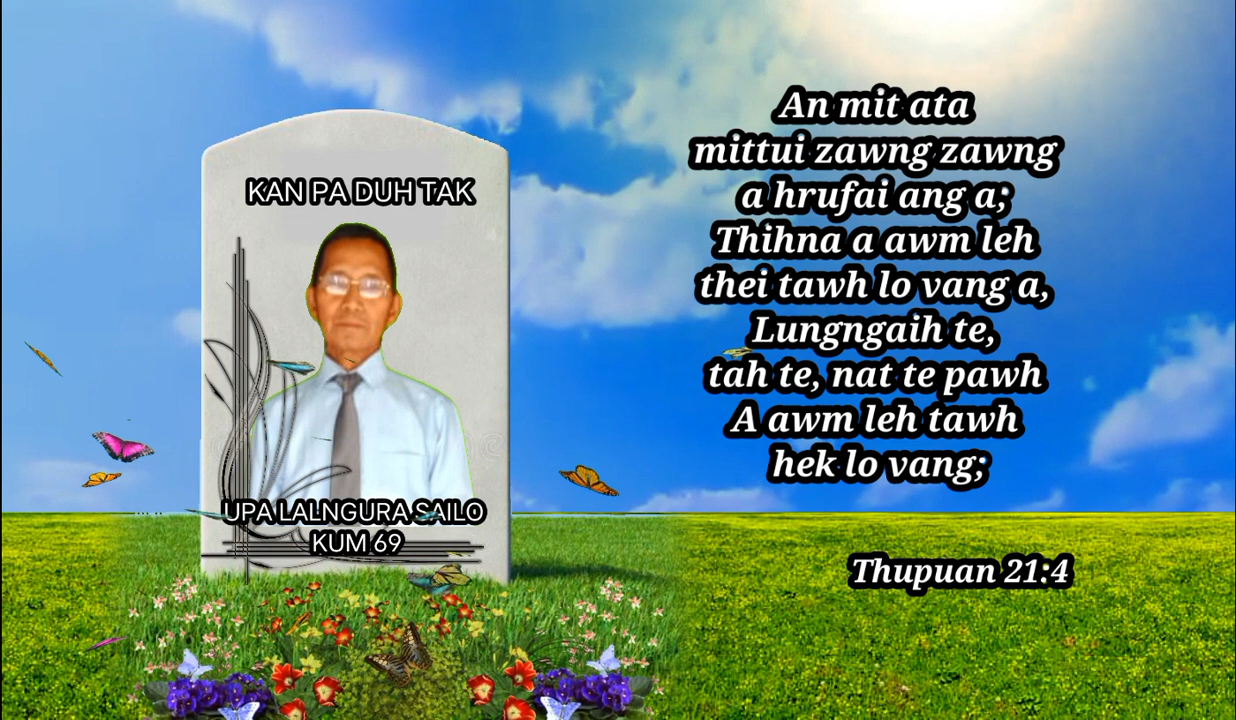 KAN PA DUH TAK
UPA LALNGURA SAILO
KUM 69
An mit ata
mittui zawng zawng
a hrufai ang a;
Thihna a awm leh
thei tawh lo vang a,
Lungngaih te,
tah te, nat te pawh
A awm leh tawh
hek lo vang;
Thupuan 21:4